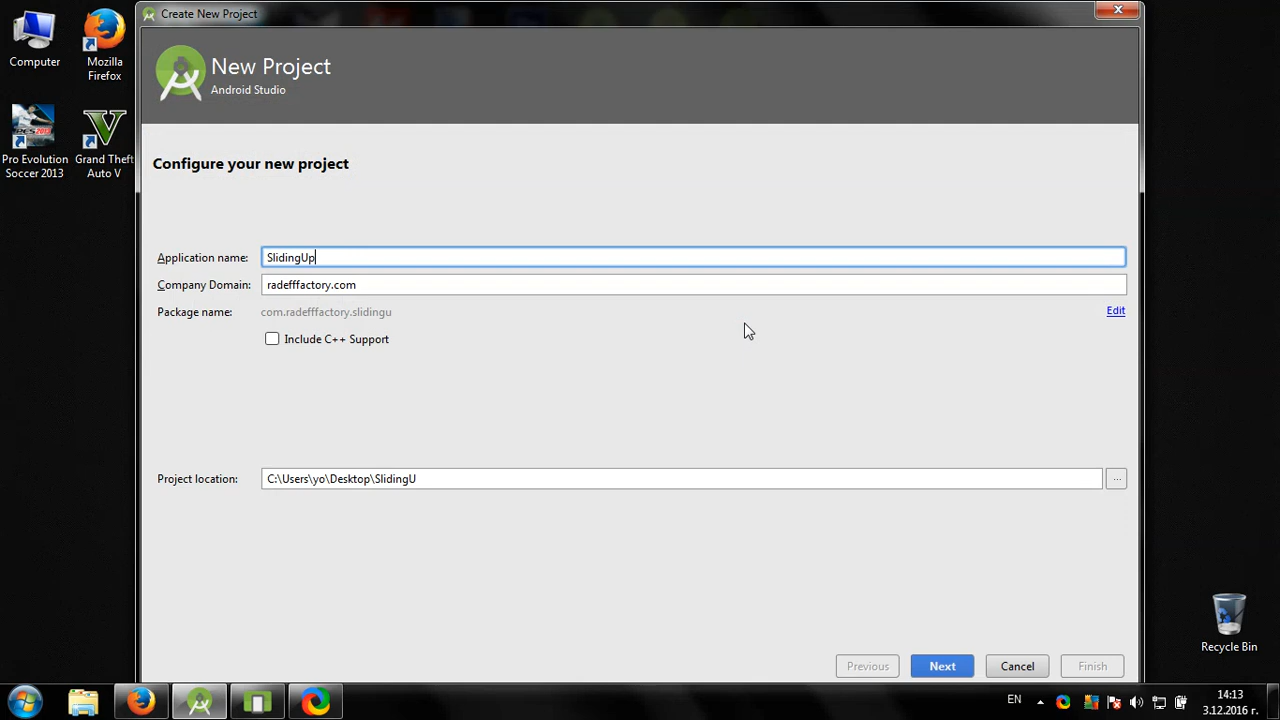 Create New Project
Computer
Mozilla
Firefox
Pro Evolution
Soccer 2013
Grand Theft
Auto V
New Project
Android Studio
Configure your new project
Application name:
SlidingUp
Company Domain:
radefffactory.com
Package name:
com.radefffactory.slidingu
Edit
Include C++ Support
Project location:
C:\Users\yo\Desktop\SlidingU
...
Previous
Next
Cancel
Finish
Recycle Bin
EN
14:13
3.12.2016 г.